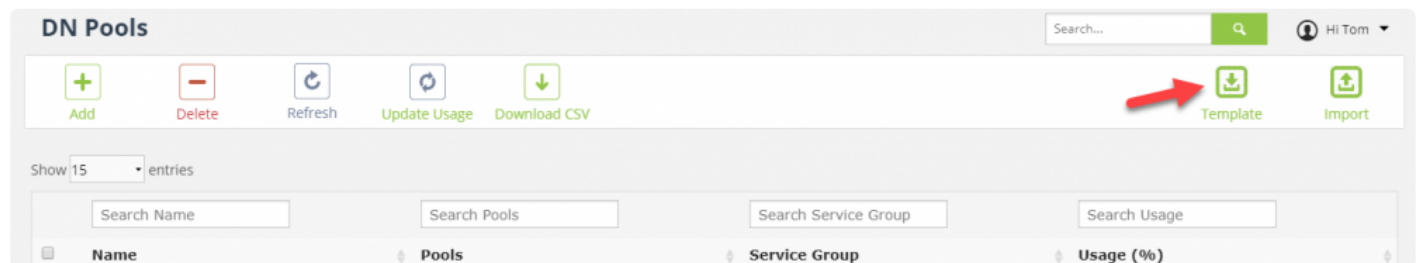 DN Pools
Search...
Hi Tom
Add
Delete
Refresh
Update Usage
Download CSV
Template
Import
Show 15 entries
Search Name
Search Pools
Search Service Group
Search Usage
Name
Pools
Service Group
Usage (%)